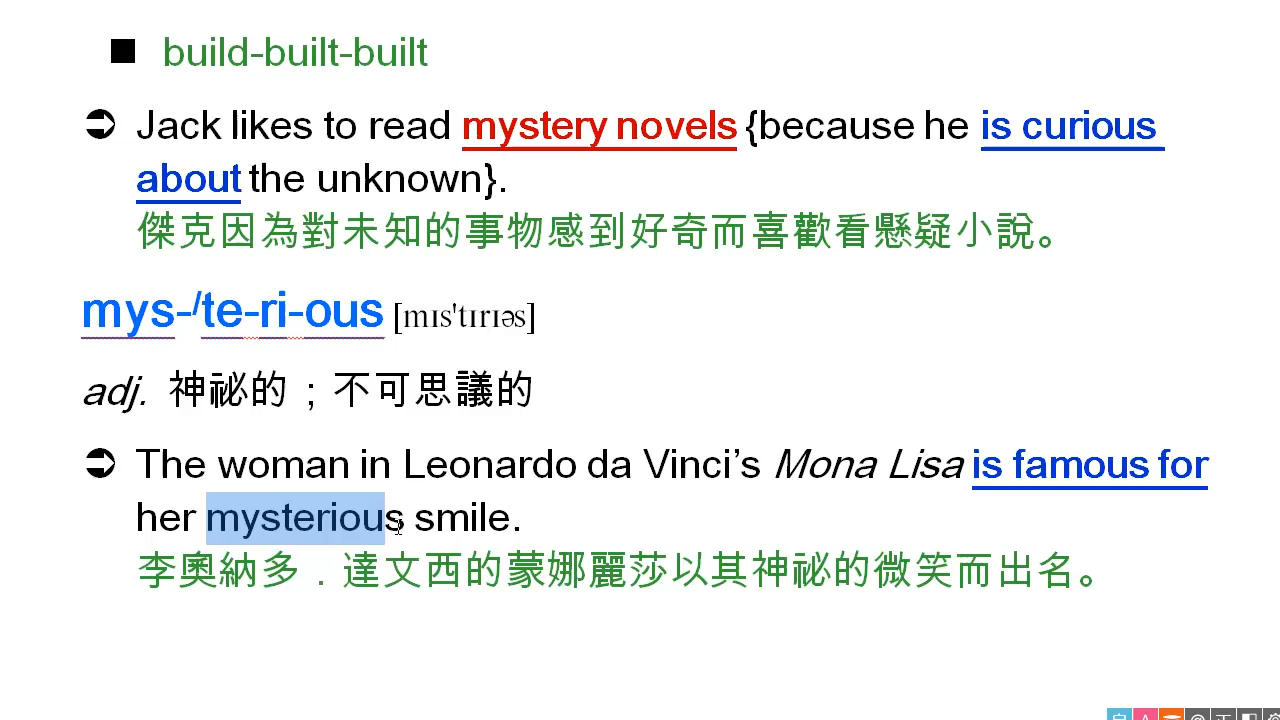 ■ build-built-built
➲ Jack likes to read mystery novels {because he is curious
about the unknown}.
傑克因為對未知的事物感到好奇而喜歡看懸疑小說。
mys-/te-ri-ous [mɪsˈtɪrɪəs]
adj. 神祕的；不可思議的
➲ The woman in Leonardo da Vinci’s Mona Lisa is famous for
her mysterious smile.
李奧納多．達文西的蒙娜麗莎以其神祕的微笑而出名。